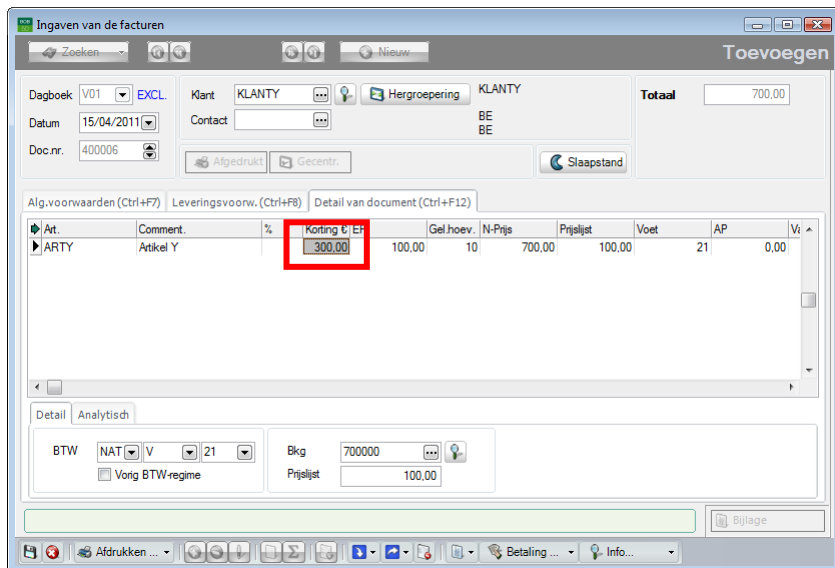 BOB 50 Ingaven van de facturen
Zoeken Nieuw Toevoegen
Dagboek V01 EXCL. Klant KLANTY Hergroepering KLANTY Totaal 700,00
Datum 15/04/2011 Contact BE
BE
Doc.nr. 400006 Afgedrukt Gecentr. Slaapstand
Alg.voorwaarden (Ctrl+F7) Leveringsvoorw. (Ctrl+F8) Detail van document (Ctrl+F12)
Art. Comment. % Korting € Gel.hoev. N-Prijs Prijslijst Voet AP
ARTY Artikel Y 300,00 100,00 10 700,00 100,00 21 0,00
Detail Analytisch
BTW NAT V 21 Bkg 700000
Vorig BTW-regime Prijslijst 100,00
Bijlage
Afdrukken ... Betaling ... Info...